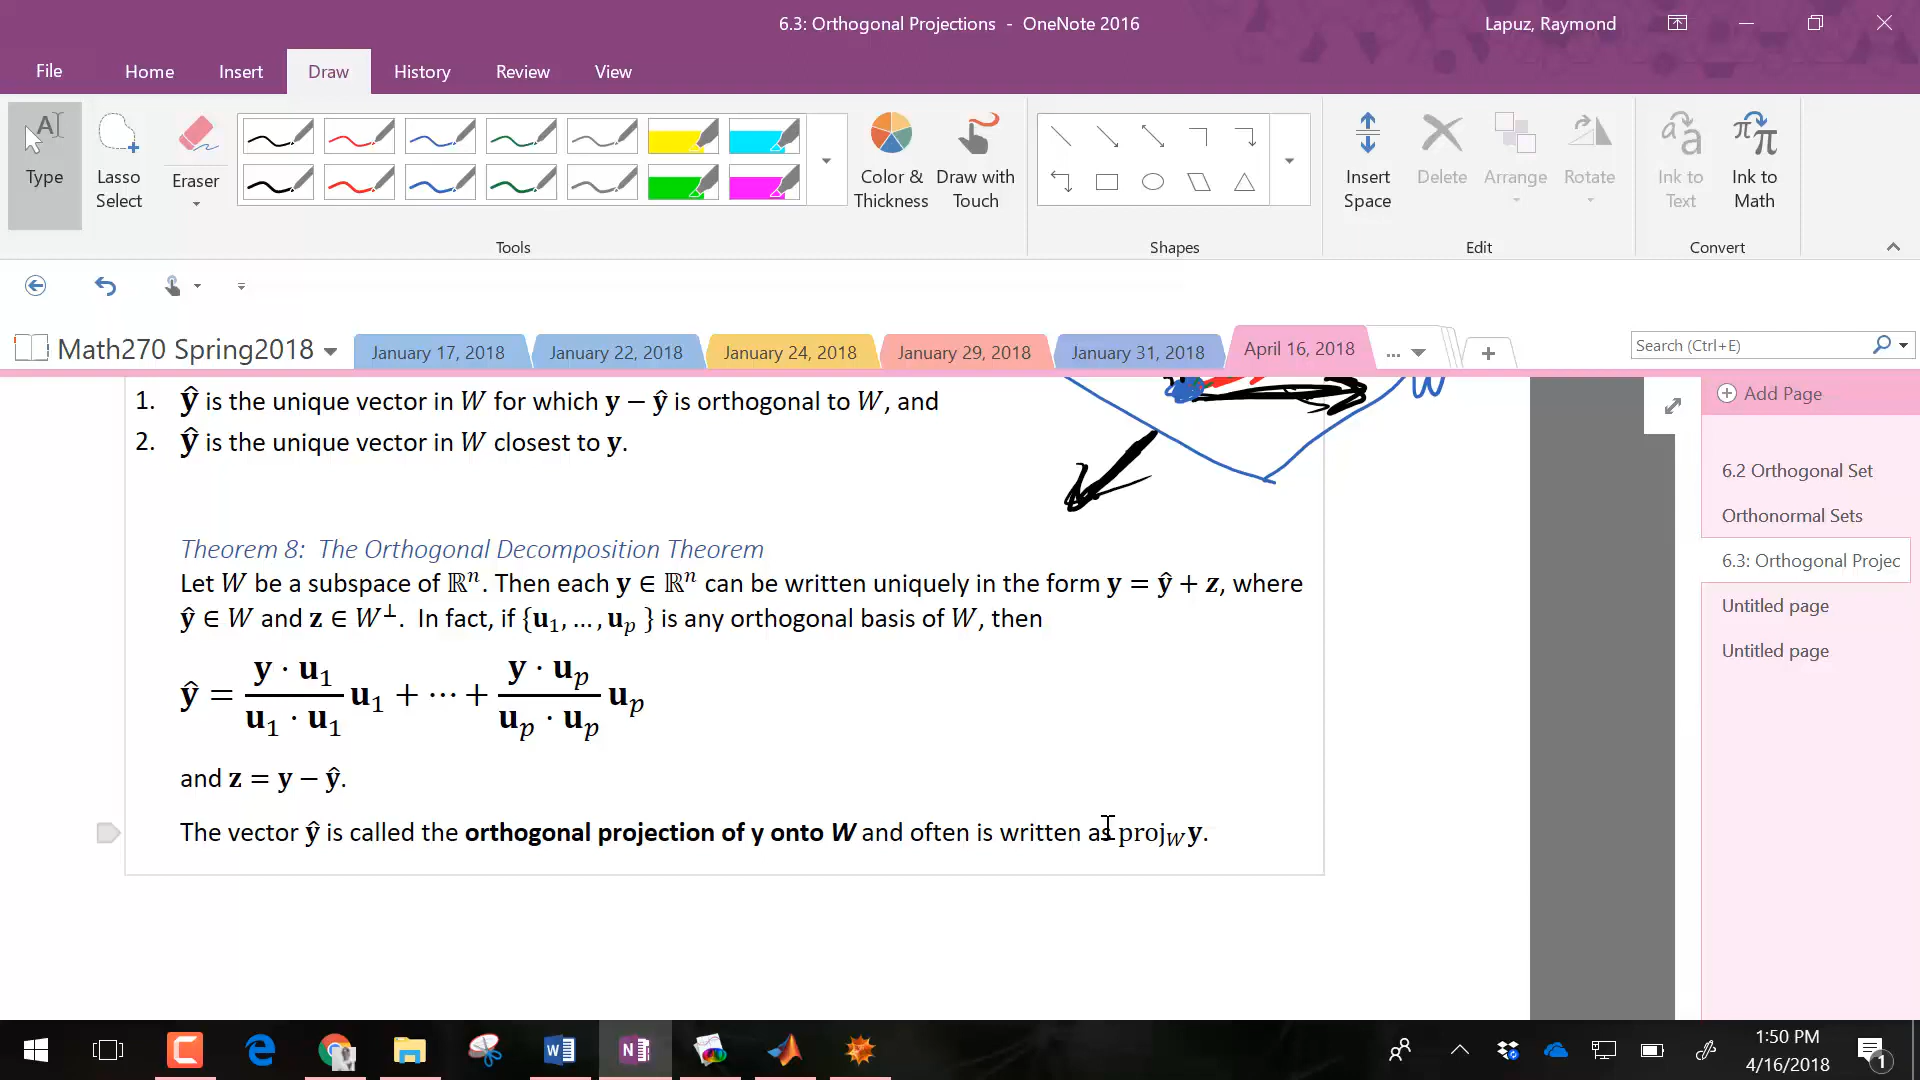 6.3: Orthogonal Projections - OneNote 2016
Lapuz, Raymond
File Home Insert Draw History Review View
Type
Lasso Select
Eraser
Color & Thickness
Draw with Touch
Insert Space
Delete
Arrange
Rotate
Ink to Text
Ink to Math
Tools
Shapes
Edit
Convert
Math270 Spring2018
January 17, 2018
January 22, 2018
January 24, 2018
January 29, 2018
January 31, 2018
April 16, 2018
...
Search (Ctrl+E)
Add Page
6.2 Orthogonal Set
Orthonormal Sets
6.3: Orthogonal Projec
Untitled page
Untitled page
W
1. ŷ is the unique vector in W for which y − ŷ is orthogonal to W, and
2. ŷ is the unique vector in W closest to y.
Theorem 8: The Orthogonal Decomposition Theorem
Let W be a subspace of ℝⁿ. Then each y ∈ ℝⁿ can be written uniquely in the form y = ŷ + z, where
ŷ ∈ W and z ∈ W^⊥. In fact, if {u₁, …, uₚ } is any orthogonal basis of W, then
ŷ = (y · u₁)/(u₁ · u₁) u₁ + ⋯ + (y · uₚ)/(uₚ · uₚ) uₚ
and z = y − ŷ.
The vector ŷ is called the orthogonal projection of y onto W and often is written as proj_W y.
1:50 PM
4/16/2018
1